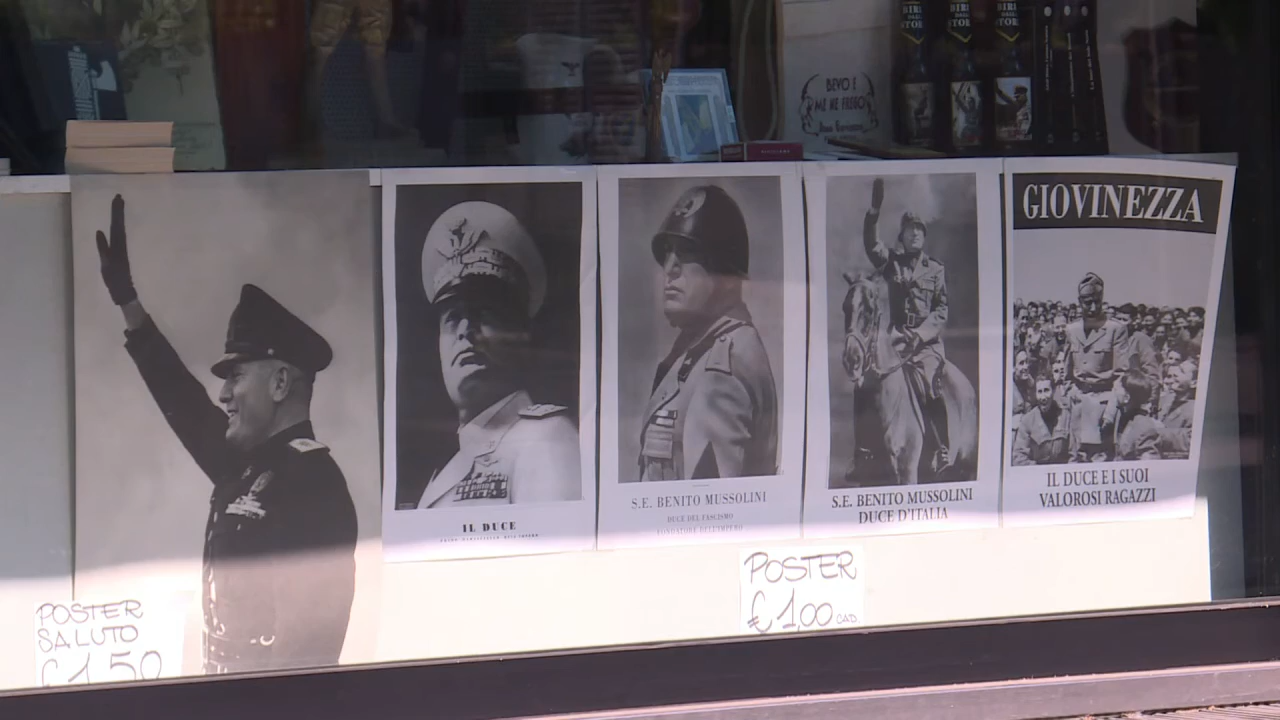 BIRRA
BEVO E
ME NE FREGO
GIOVINEZZA
IL DUCE
S.E. BENITO MUSSOLINI
DUCE DEL FASCISMO
FONDATORE DELL'IMPERO
S.E. BENITO MUSSOLINI
DUCE D'ITALIA
IL DUCE E I SUOI
VALOROSI RAGAZZI
POSTER
€ 1,00 CAD.
POSTER
SALUTO
€ 1,50